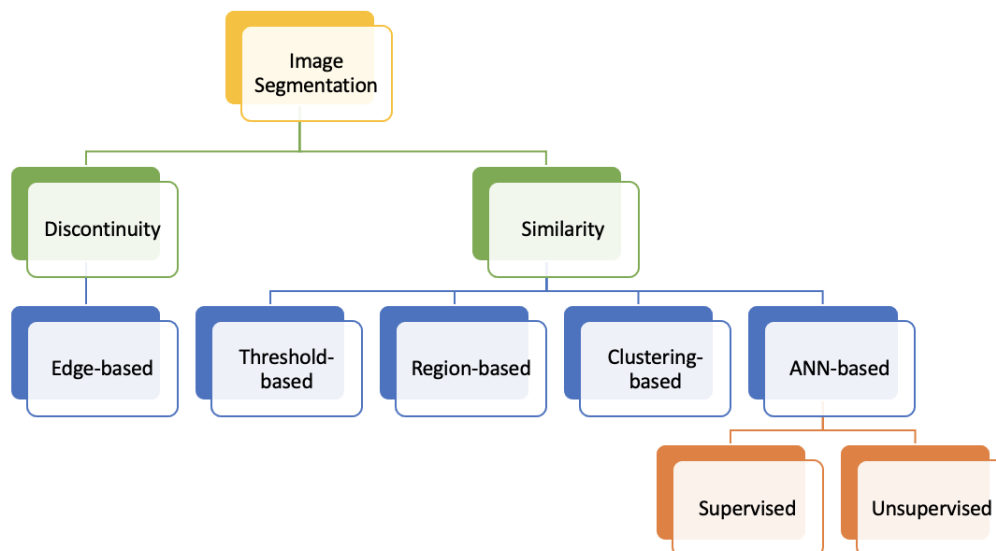 Image
Segmentation
Discontinuity
Similarity
Edge-based
Threshold-
based
Region-based
Clustering-
based
ANN-based
Supervised
Unsupervised